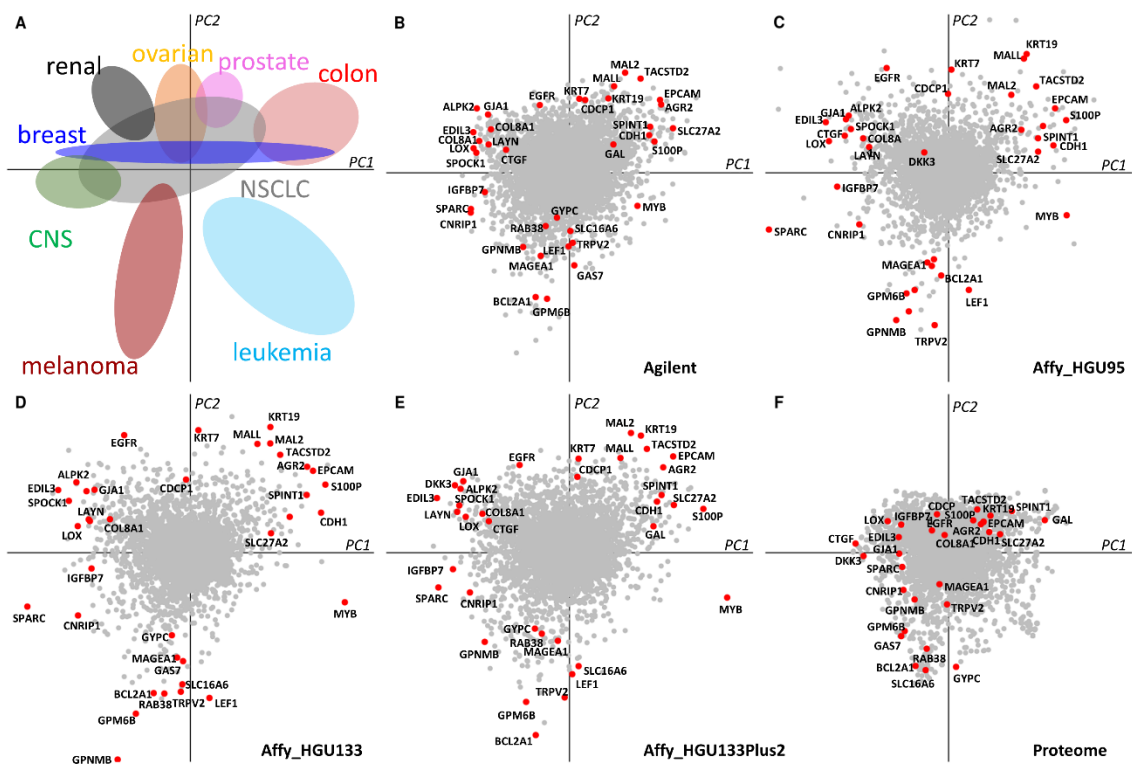 A
PC2
ovarian
prostate
renal
colon
breast
PC1
NSCLC
CNS
leukemia
melanoma
B
PC2
MAL2
TACSTD2
MALL
KRT7
EGFR
KRT19
EPCAM
AGR2
CDCP1
ALPK2
GJA1
EDIL3
COL8A1
COL8A1
LAYN
LOX
CTGF
SPOCK1
SPINT1
SLC27A2
CDH1
S100P
GAL
PC1
IGFBP7
SPARC
CNRIP1
GYPC
MYB
RAB38
SLC16A6
GPNMB
LEF1
TRPV2
MAGEA1
GAS7
BCL2A1
GPM6B
Agilent
C
PC2
KRT19
MALL
EGFR
KRT7
TACSTD2
CDCP1
MAL2
EPCAM
ALPK2
GJA1
EDIL3
SPOCK1
S100P
CTGF
COL8A
AGR2
SPINT1
LOX
LAYN
CDH1
DKK3
SLC27A2
PC1
IGFBP7
SPARC
CNRIP1
MYB
MAGEA1
BCL2A1
GPM6B
LEF1
GPNMB
TRPV2
Affy_HGU95
D
PC2
KRT19
EGFR
KRT7
MALL
MAL2
TACSTD2
AGR2
EPCAM
ALPK2
CDCP1
S100P
EDIL3
GJA1
SPOCK1
SPINT1
LAYN
COL8A1
CDH1
LOX
SLC27A2
PC1
IGFBP7
SPARC
CNRIP1
MYB
GYPC
MAGEA1
GAS7
SLC16A6
BCL2A1
RAB38
TRPV2
LEF1
GPM6B
GPNMB
Affy_HGU133
E
PC2
MAL2
KRT19
KRT7
MALL
TACSTD2
EGFR
EPCAM
GJA1
CDCP1
AGR2
DKK3
ALPK2
EDIL3
SPOCK1
SPINT1
SLC27A2
LAYN
COL8A1
CDH1
S100P
LOX
CTGF
GAL
PC1
IGFBP7
SPARC
CNRIP1
MYB
GYPC
RAB38
GPNMB
MAGEA1
SLC16A6
LEF1
TRPV2
GPM6B
BCL2A1
Affy_HGU133Plus2
F
PC2
TACSTD2
CDCP
KRT19
SPINT1
LOX
IGFBP7
S100P
GAL
EGFR
EPCAM
AGR2
CTGF
EDIL3
COL8A1
CDH1
SLC27A2
GJA1
PC1
DKK3
SPARC
CNRIP1
MAGEA1
GPNMB
TRPV2
GPM6B
GAS7
RAB38
BCL2A1
GYPC
SLC16A6
Proteome